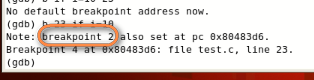 No default breakpoint address now.
(gdb) b 23 if i=10
Note: breakpoint 2 also set at pc 0x80483d6.
Breakpoint 4 at 0x80483d6: file test.c, line 23.
(gdb)